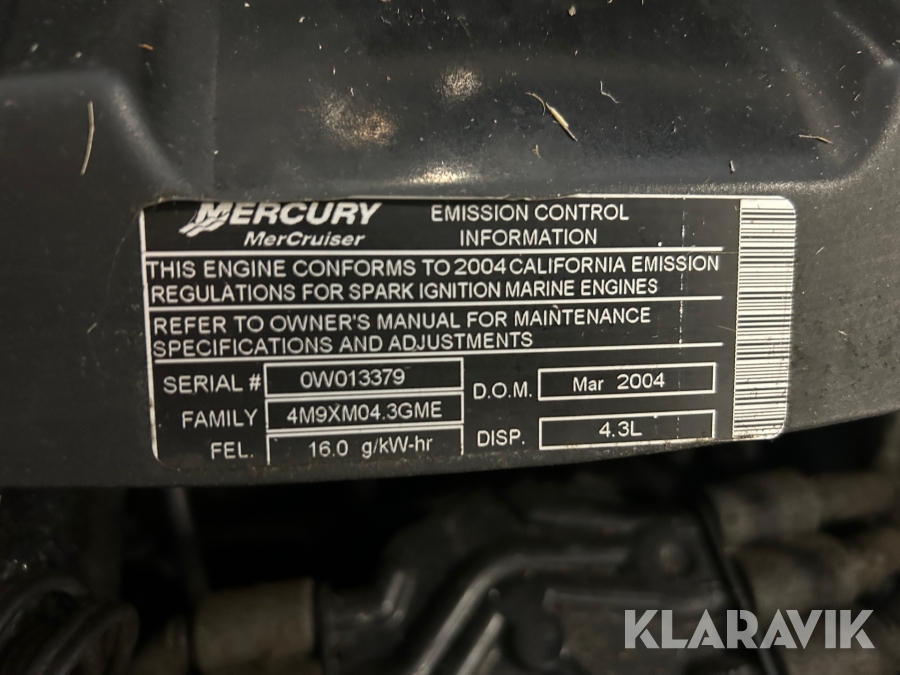 MERCURY
MerCruiser
EMISSION CONTROL
INFORMATION
THIS ENGINE CONFORMS TO 2004 CALIFORNIA EMISSION
REGULATIONS FOR SPARK IGNITION MARINE ENGINES
REFER TO OWNER'S MANUAL FOR MAINTENANCE
SPECIFICATIONS AND ADJUSTMENTS
SERIAL # 0W013379
D.O.M. Mar 2004
FAMILY 4M9XM04.3GME
DISP. 4.3L
FEL. 16.0 g/kW-hr
KLARAVIK